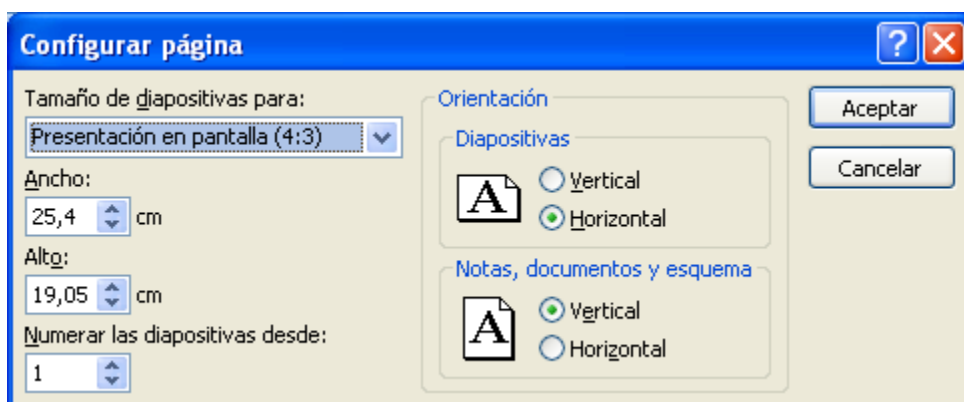 Configurar página
Tamaño de diapositivas para:
Presentación en pantalla (4:3)
Ancho:
25,4 cm
Alto:
19,05 cm
Numerar las diapositivas desde:
1
Orientación
Diapositivas
A
Vertical
Horizontal
Notas, documentos y esquema
A
Vertical
Horizontal
?
Aceptar
Cancelar